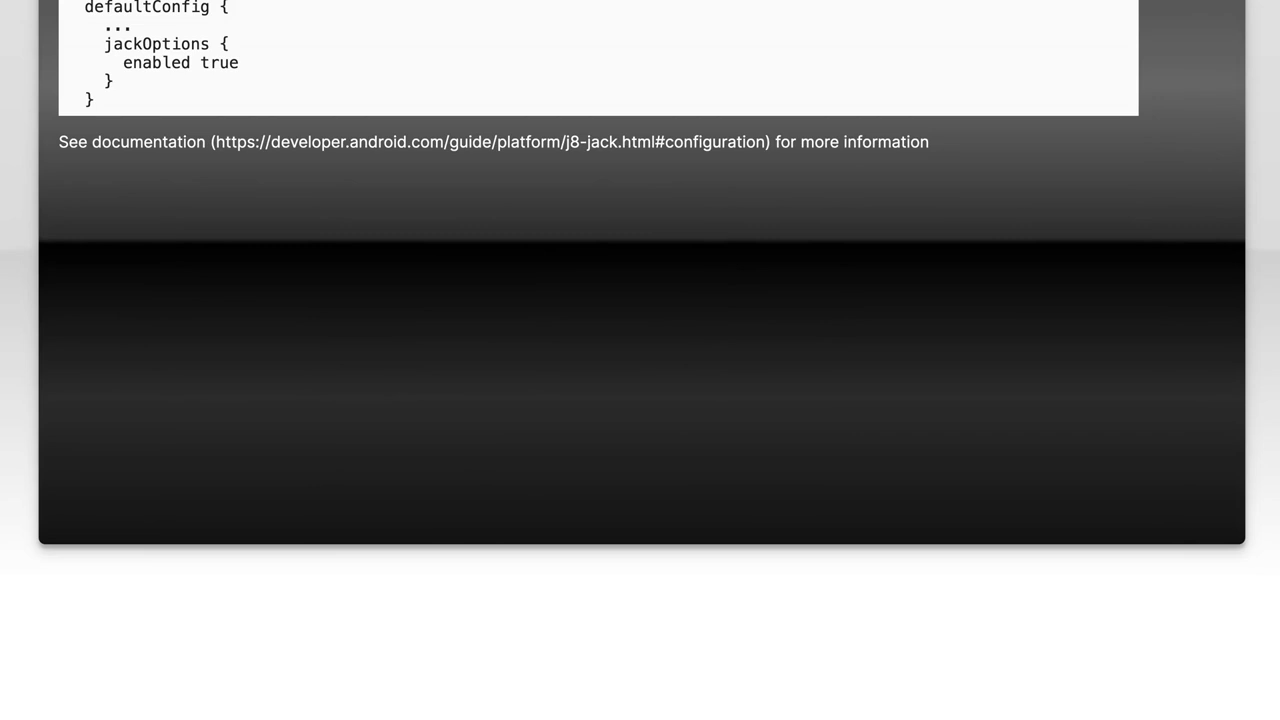 defaultConfig {
...
jackOptions {
enabled true
}
}
See documentation (https://developer.android.com/guide/platform/j8-jack.html#configuration) for more information